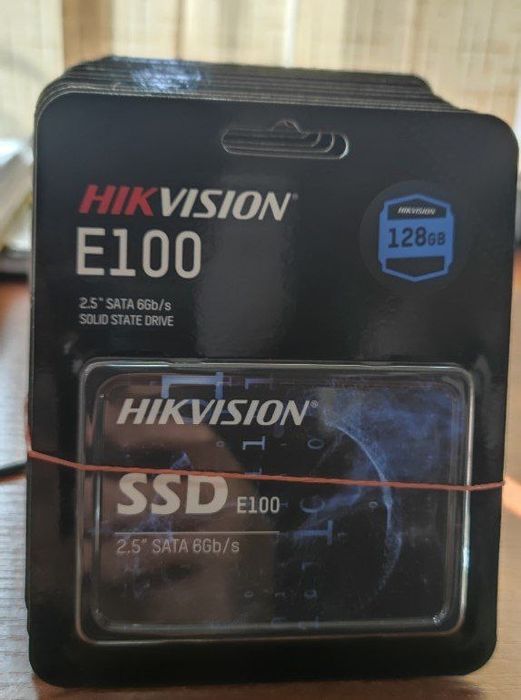 HIKVISION
E100
2.5" SATA 6Gb/s
SOLID STATE DRIVE
HIKVISION
128GB
HIKVISION®
SSD E100
2.5" SATA 6Gb/s